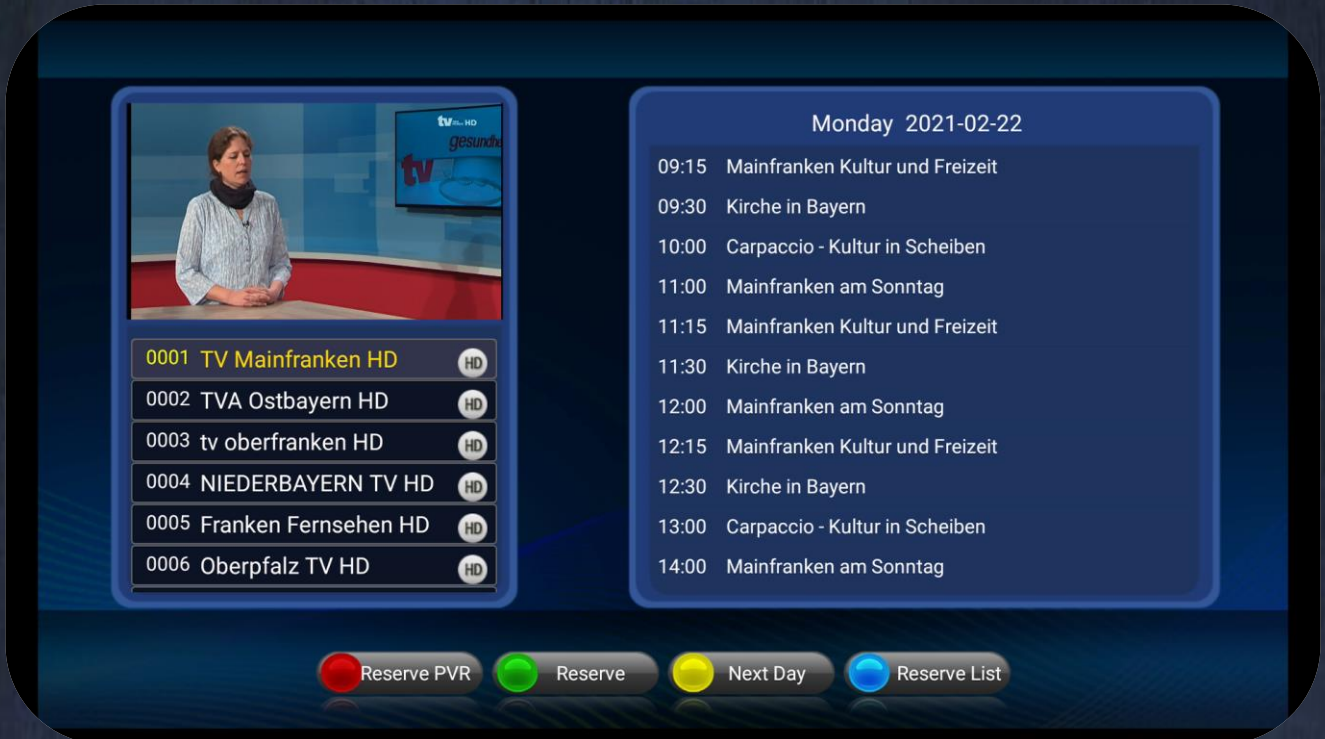 tv HD
gesundhe
tv
0001 TV Mainfranken HD HD
0002 TVA Ostbayern HD HD
0003 tv oberfranken HD HD
0004 NIEDERBAYERN TV HD HD
0005 Franken Fernsehen HD HD
0006 Oberpfalz TV HD HD
Monday 2021-02-22
09:15 Mainfranken Kultur und Freizeit
09:30 Kirche in Bayern
10:00 Carpaccio - Kultur in Scheiben
11:00 Mainfranken am Sonntag
11:15 Mainfranken Kultur und Freizeit
11:30 Kirche in Bayern
12:00 Mainfranken am Sonntag
12:15 Mainfranken Kultur und Freizeit
12:30 Kirche in Bayern
13:00 Carpaccio - Kultur in Scheiben
14:00 Mainfranken am Sonntag
Reserve PVR Reserve Next Day Reserve List